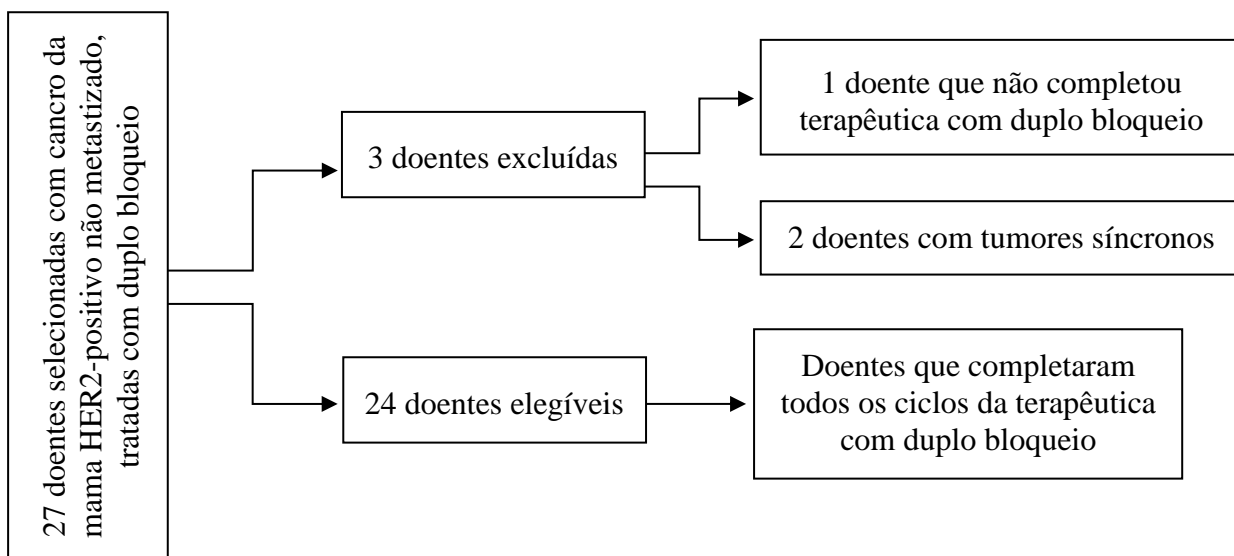 27 doentes selecionadas com cancro da
mama HER2-positivo não metastizado,
tratadas com duplo bloqueio
3 doentes excluídas
1 doente que não completou
terapêutica com duplo bloqueio
2 doentes com tumores síncronos
24 doentes elegíveis
Doentes que completaram
todos os ciclos da terapêutica
com duplo bloqueio